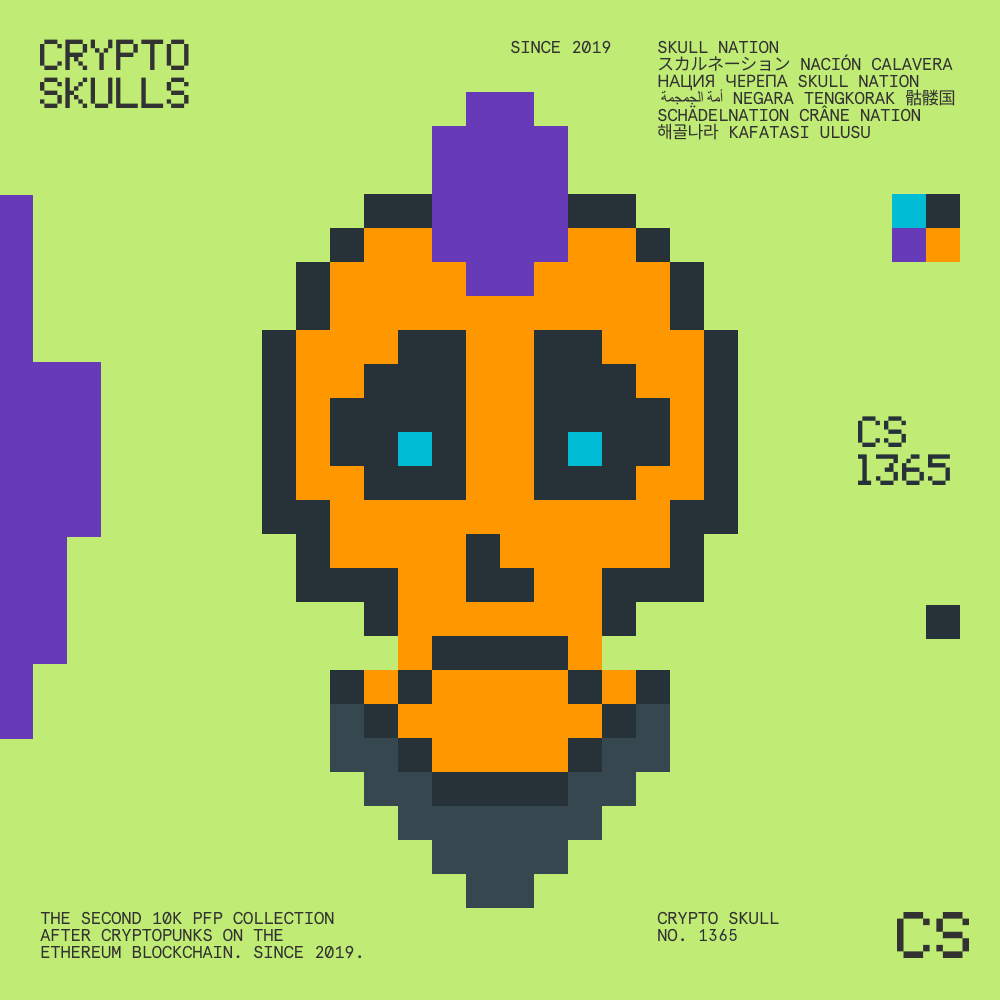 CRYPTO
SKULLS
SINCE 2019
SKULL NATION
スカルネーション NACIÓN CALAVERA
НАЦИЯ ЧЕРЕПА SKULL NATION
أمة الجمجمة NEGARA TENGKORAK 骷髅国
SCHÄDELNATION CRÂNE NATION
해골나라 KAFATASI ULUSU
CS
1365
THE SECOND 10K PFP COLLECTION
AFTER CRYPTOPUNKS ON THE
ETHEREUM BLOCKCHAIN. SINCE 2019.
CRYPTO SKULL
NO. 1365
CS